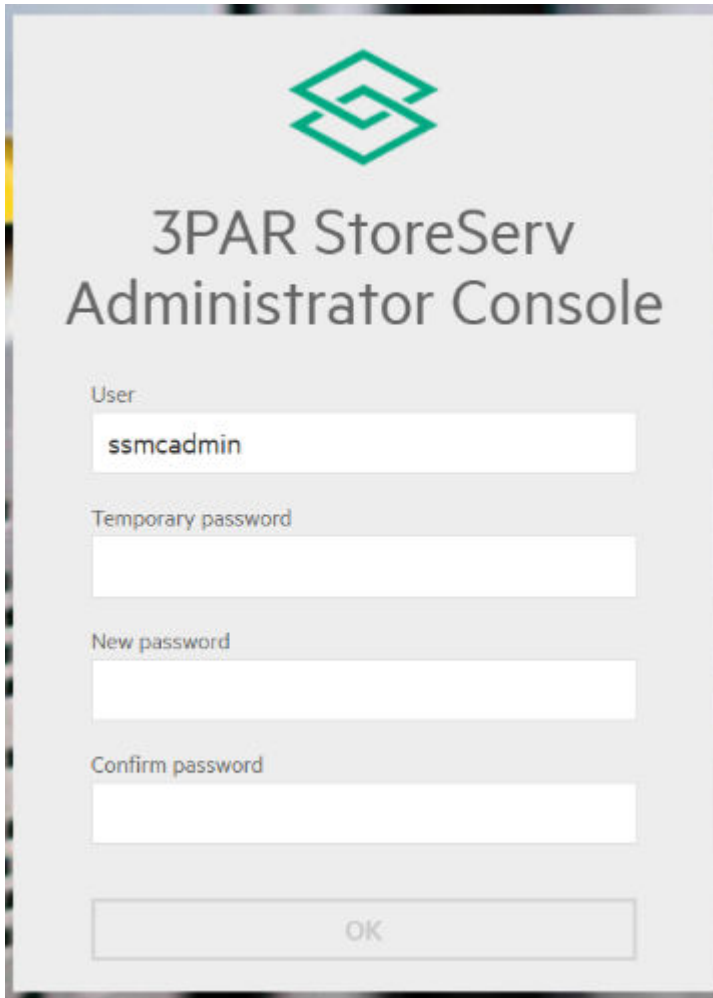 3PAR StoreServ
Administrator Console
User
ssmcadmin
Temporary password
New password
Confirm password
OK